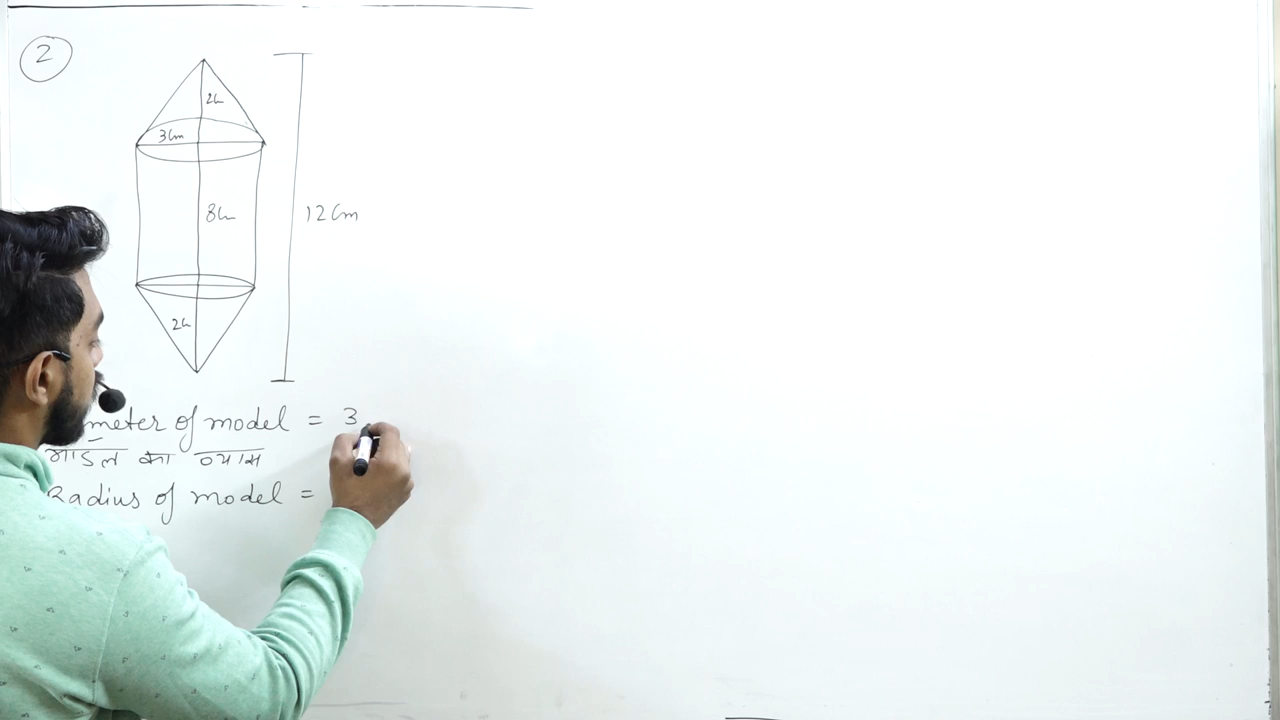 2
2cm
3cm
8cm
12cm
2cm
meter of model = 3
माडल का व्यास
Radius of model =